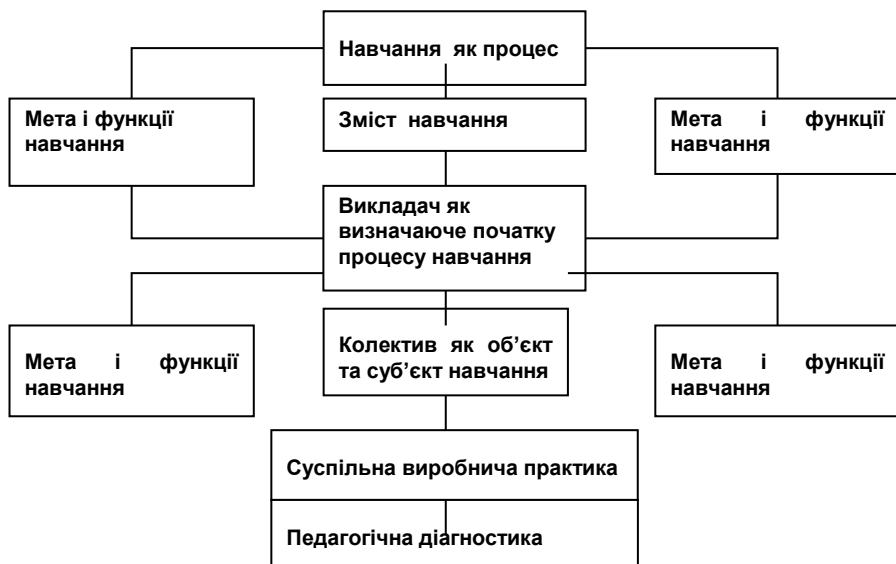 Навчання як процес
Мета і функції
навчання
Зміст навчання
Мета і функції
навчання
Викладач як
визначаюче початку
процесу навчання
Мета і функції
навчання
Колектив як об’єкт
та суб’єкт навчання
Мета і функції
навчання
Суспільна виробнича практика
Педагогічна діагностика